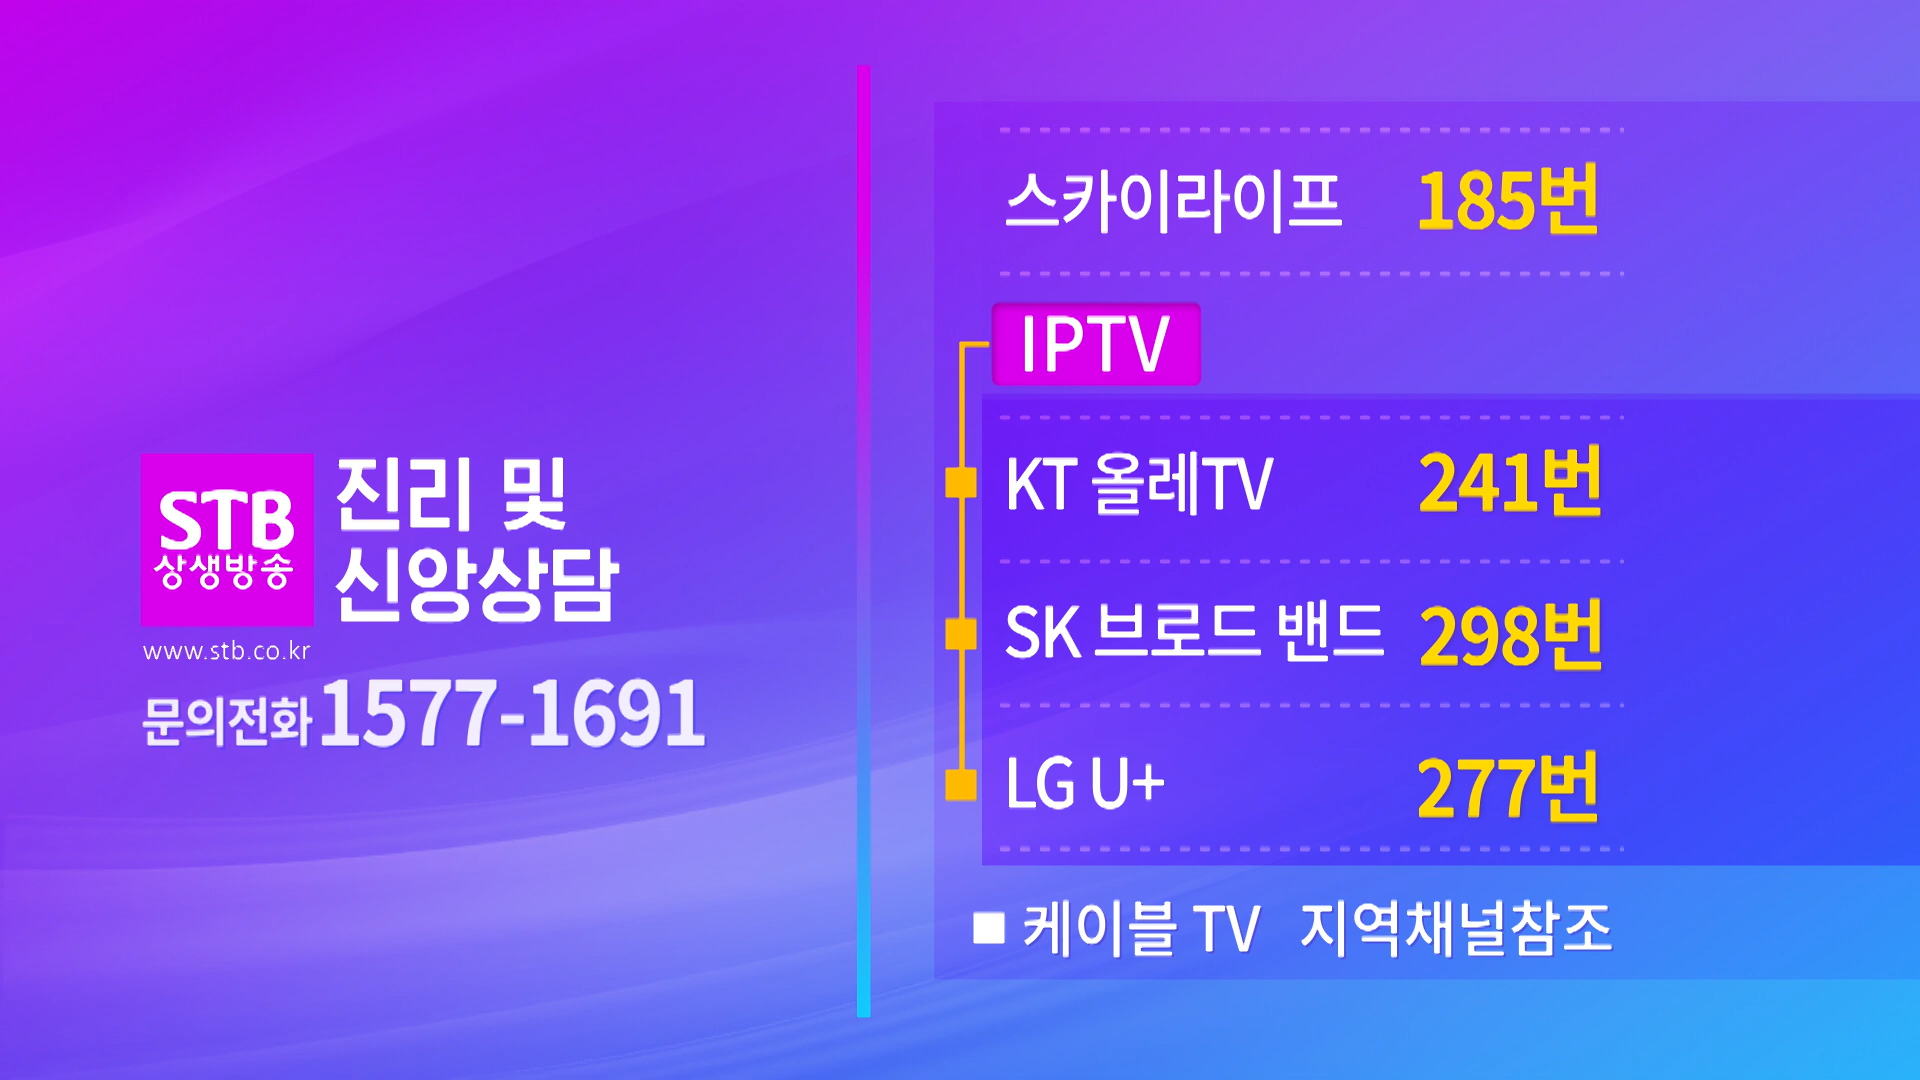 STB
상생방송
www.stb.co.kr
진리 및
신앙상담
문의전화 1577-1691
스카이라이프 185번
IPTV
KT 올레TV 241번
SK 브로드 밴드 298번
LG U+ 277번
케이블 TV 지역채널참조